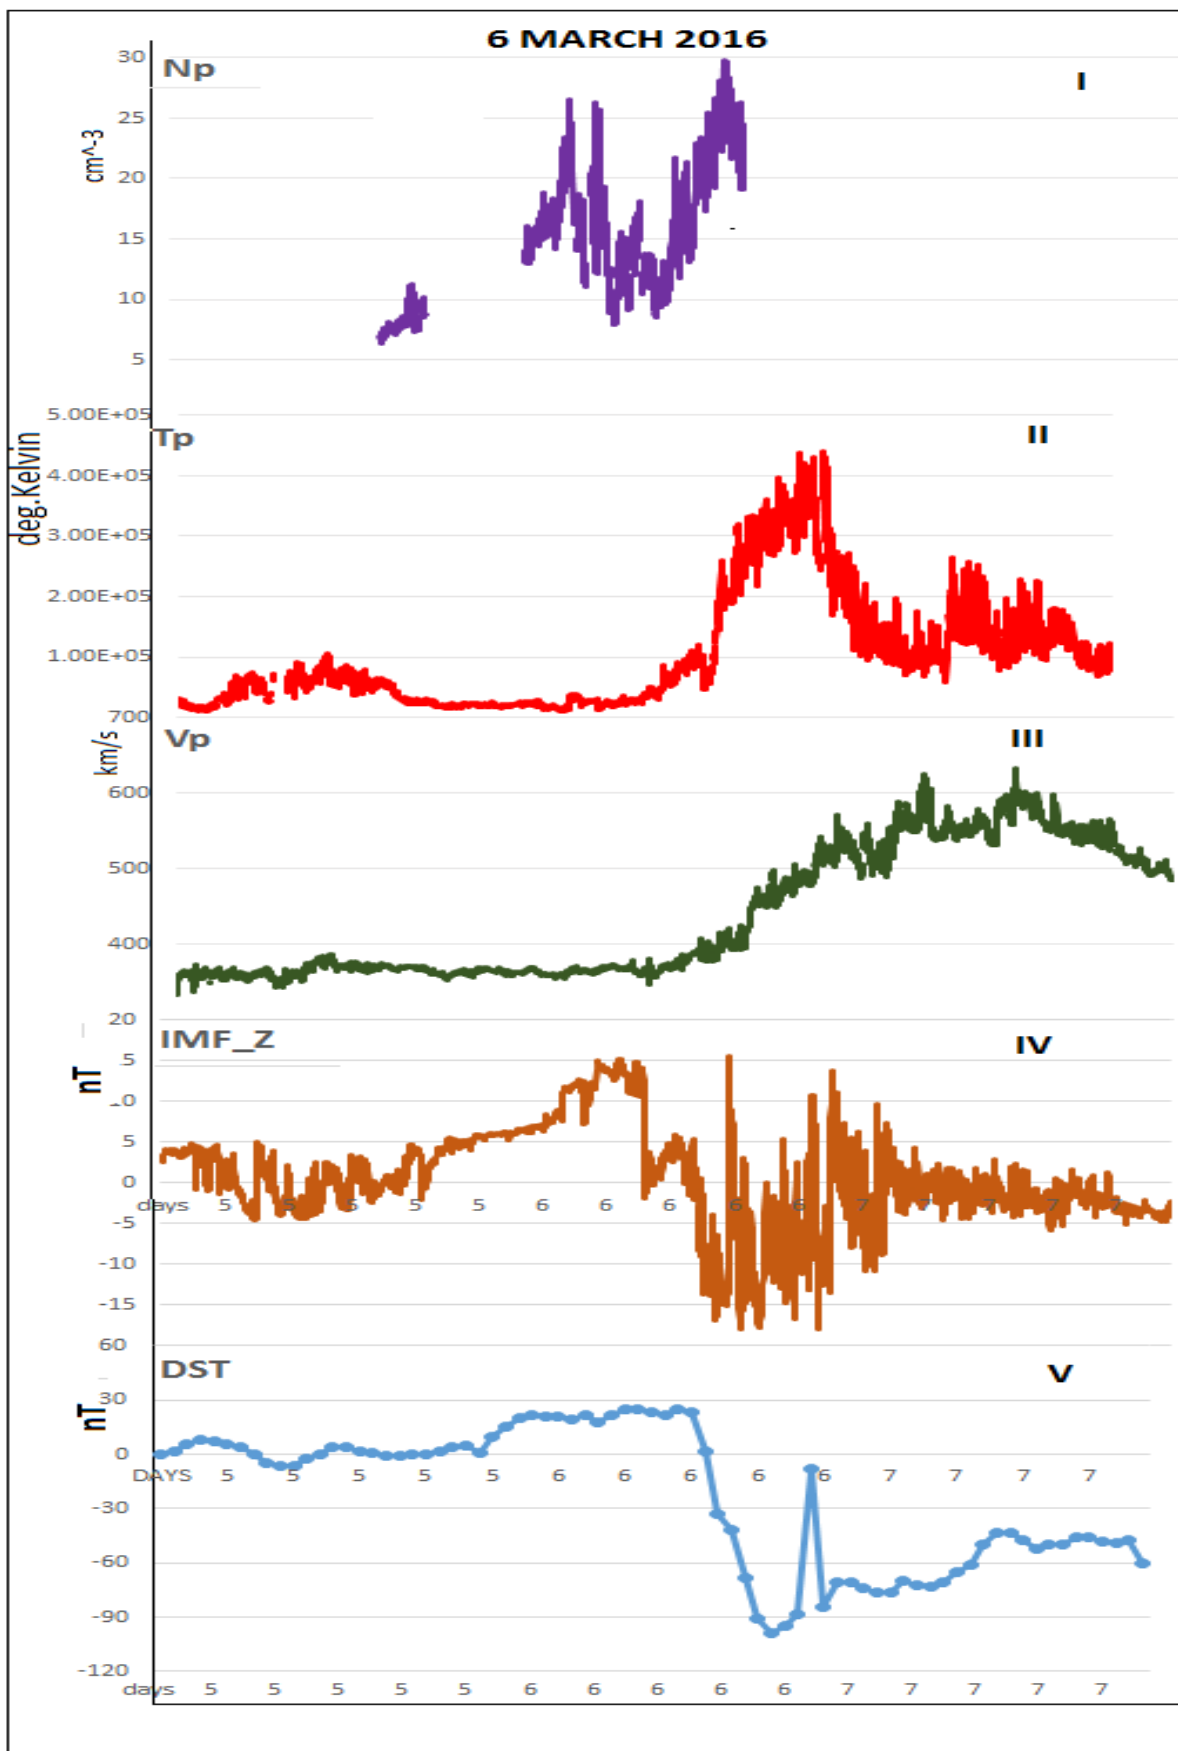 6 MARCH 2016
Np
I
cm^-3
30
25
20
15
10
5
Tp
II
deg.Kelvin
5.00E+05
4.00E+05
3.00E+05
2.00E+05
1.00E+05
Vp
III
km/s
700
600
500
400
IMF_Z
IV
nT
20
5
0
5
0
-5
-10
-15
days 5 5 5 5 5 6 6 6 6 6 7 7 7 7 7
DST
V
nT
60
30
0
-30
-60
-90
-120
DAYS 5 5 5 5 5 6 6 6 6 6 7 7 7 7
days 5 5 5 5 5 6 6 6 6 6 7 7 7 7 7